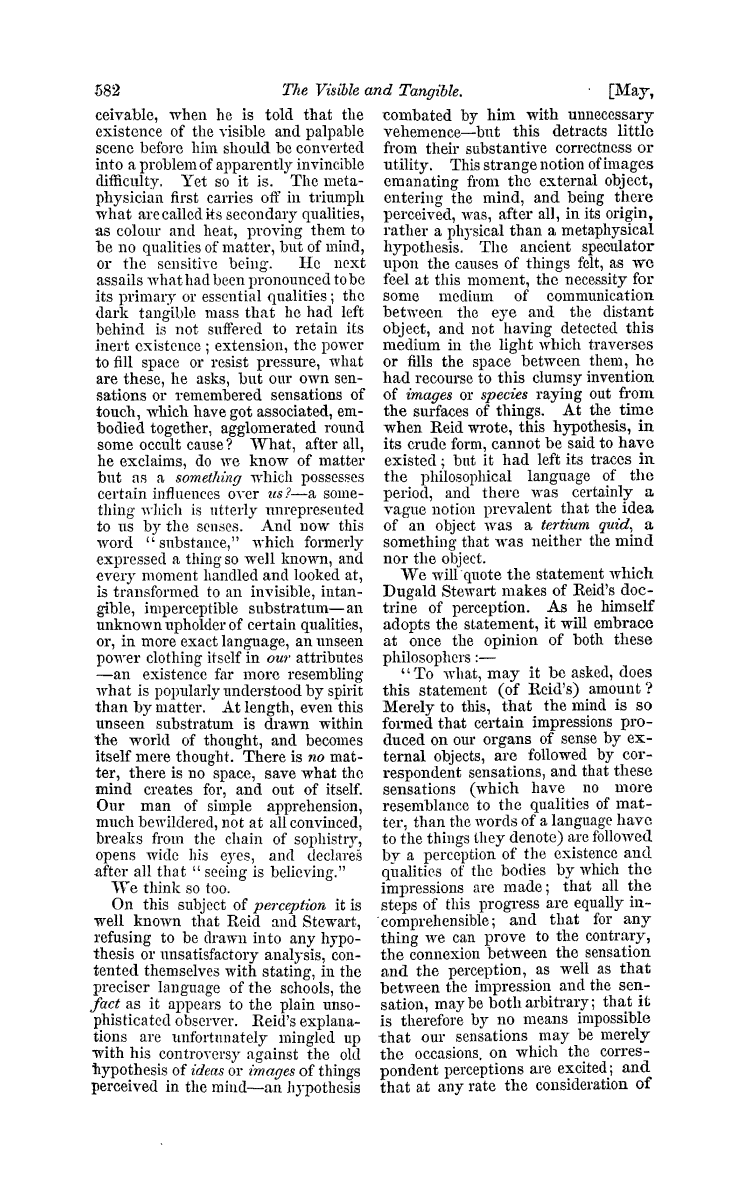 582 The Visible and Tangible. [May,
ceivable, when he is told that the
existence of the visible and palpable
scene before him should be converted
into a problem of apparently invincible
difficulty. Yet so it is. The meta-
physician first carries off in triumph
what are called its secondary qualities,
as colour and heat, proving them to
be no qualities of matter, but of mind,
or the sensitive being. He next
assails what had been pronounced to be
its primary or essential qualities; the
dark tangible mass that he had left
behind is not suffered to retain its
inert existence; extension, the power
to fill space or resist pressure, what
are these, he asks, but our own sen-
sations or remembered sensations of
touch, which have got associated, em-
bodied together, agglomerated round
some occult cause? What, after all,
he exclaims, do we know of matter
but as a something which possesses
certain influences over us?—a some-
thing which is utterly unrepresented
to us by the senses. And now this
word "substance," which formerly
expressed a thing so well known, and
every moment handled and looked at,
is transformed to an invisible, intan-
gible, imperceptible substratum—an
unknown upholder of certain qualities,
or, in more exact language, an unseen
power clothing itself in our attributes
—an existence far more resembling
what is popularly understood by spirit
than by matter. At length, even this
unseen substratum is drawn within
the world of thought, and becomes
itself mere thought. There is no mat-
ter, there is no space, save what the
mind creates for, and out of itself.
Our man of simple apprehension,
much bewildered, not at all convinced,
breaks from the chain of sophistry,
opens wide his eyes, and declares
after all that "seeing is believing."
We think so too.
On this subject of perception it is
well known that Reid and Stewart,
refusing to be drawn into any hypo-
thesis or unsatisfactory analysis, con-
tented themselves with stating, in the
preciser language of the schools, the
fact as it appears to the plain unso-
phisticated observer. Reid's explana-
tions are unfortunately mingled up
with his controversy against the old
hypothesis of ideas or images of things
perceived in the mind—an hypothesis
combated by him with unnecessary
vehemence—but this detracts little
from their substantive correctness or
utility. This strange notion of images
emanating from the external object,
entering the mind, and being there
perceived, was, after all, in its origin,
rather a physical than a metaphysical
hypothesis. The ancient speculator
upon the causes of things felt, as we
feel at this moment, the necessity for
some medium of communication
between the eye and the distant
object, and not having detected this
medium in the light which traverses
or fills the space between them, he
had recourse to this clumsy invention
of images or species raying out from
the surfaces of things. At the time
when Reid wrote, this hypothesis, in
its crude form, cannot be said to have
existed; but it had left its traces in
the philosophical language of the
period, and there was certainly a
vague notion prevalent that the idea
of an object was a tertium quid, a
something that was neither the mind
nor the object.
We will quote the statement which
Dugald Stewart makes of Reid's doc-
trine of perception. As he himself
adopts the statement, it will embrace
at once the opinion of both these
philosophers:—
"To what, may it be asked, does
this statement (of Reid's) amount?
Merely to this, that the mind is so
formed that certain impressions pro-
duced on our organs of sense by ex-
ternal objects, are followed by cor-
respondent sensations, and that these
sensations (which have no more
resemblance to the qualities of mat-
ter, than the words of a language have
to the things they denote) are followed
by a perception of the existence and
qualities of the bodies by which the
impressions are made; that all the
steps of this progress are equally in-
comprehensible; and that for any
thing we can prove to the contrary,
the connexion between the sensation
and the perception, as well as that
between the impression and the sen-
sation, may be both arbitrary; that it
is therefore by no means impossible
that our sensations may be merely
the occasions, on which the corres-
pondent perceptions are excited; and
that at any rate the consideration of